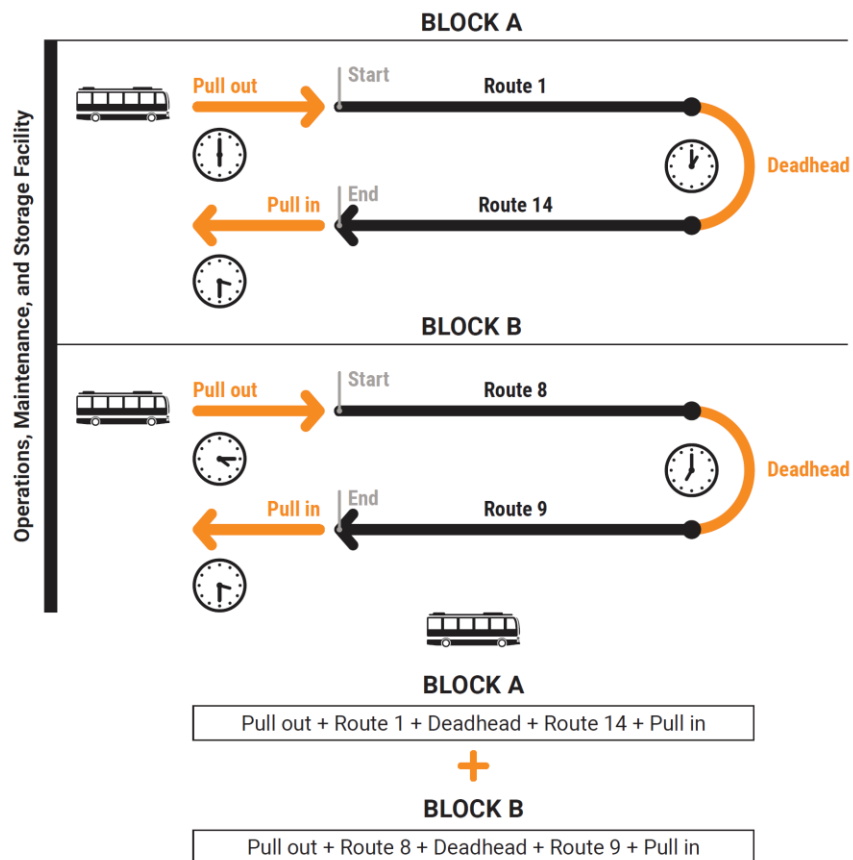 BLOCK A
Operations, Maintenance, and Storage Facility
Pull out
Start
Route 1
Deadhead
Pull in
End
Route 14
BLOCK B
Pull out
Start
Route 8
Deadhead
Pull in
End
Route 9
BLOCK A
Pull out + Route 1 + Deadhead + Route 14 + Pull in
+
BLOCK B
Pull out + Route 8 + Deadhead + Route 9 + Pull in